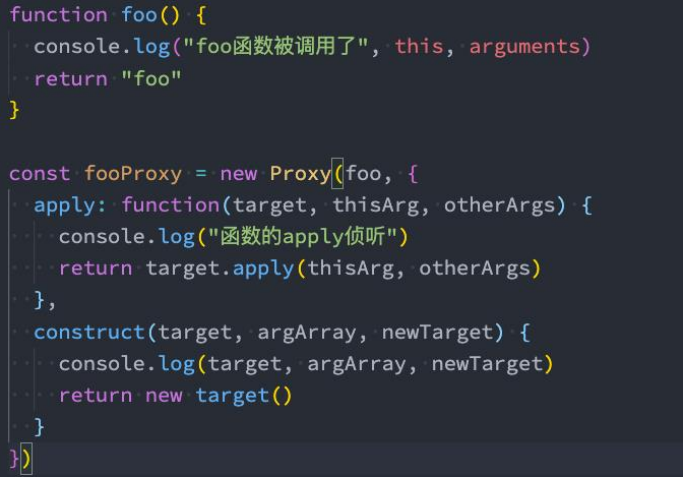 function foo() {
  console.log("foo函数被调用了", this, arguments)
  return "foo"
}

const fooProxy = new Proxy(foo, {
  apply: function(target, thisArg, otherArgs) {
    console.log("函数的apply侦听")
    return target.apply(thisArg, otherArgs)
  },
  construct(target, argArray, newTarget) {
    console.log(target, argArray, newTarget)
    return new target()
  }
})